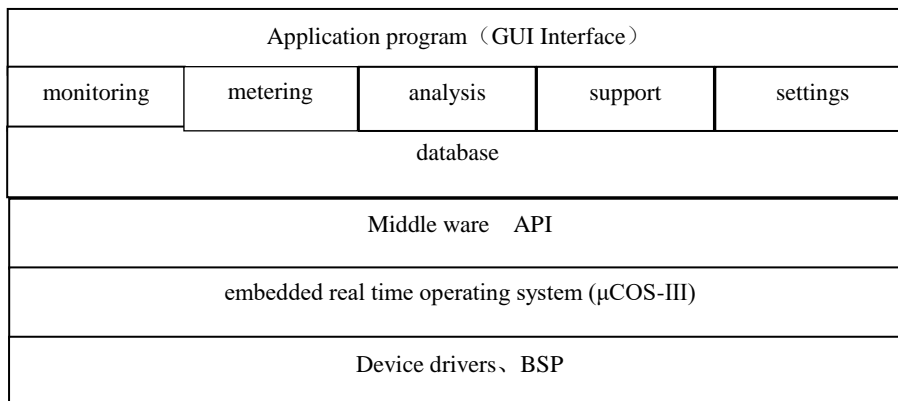 Application program（GUI Interface）
monitoring metering analysis support settings
database
Middle ware API
embedded real time operating system (μCOS-III)
Device drivers、BSP